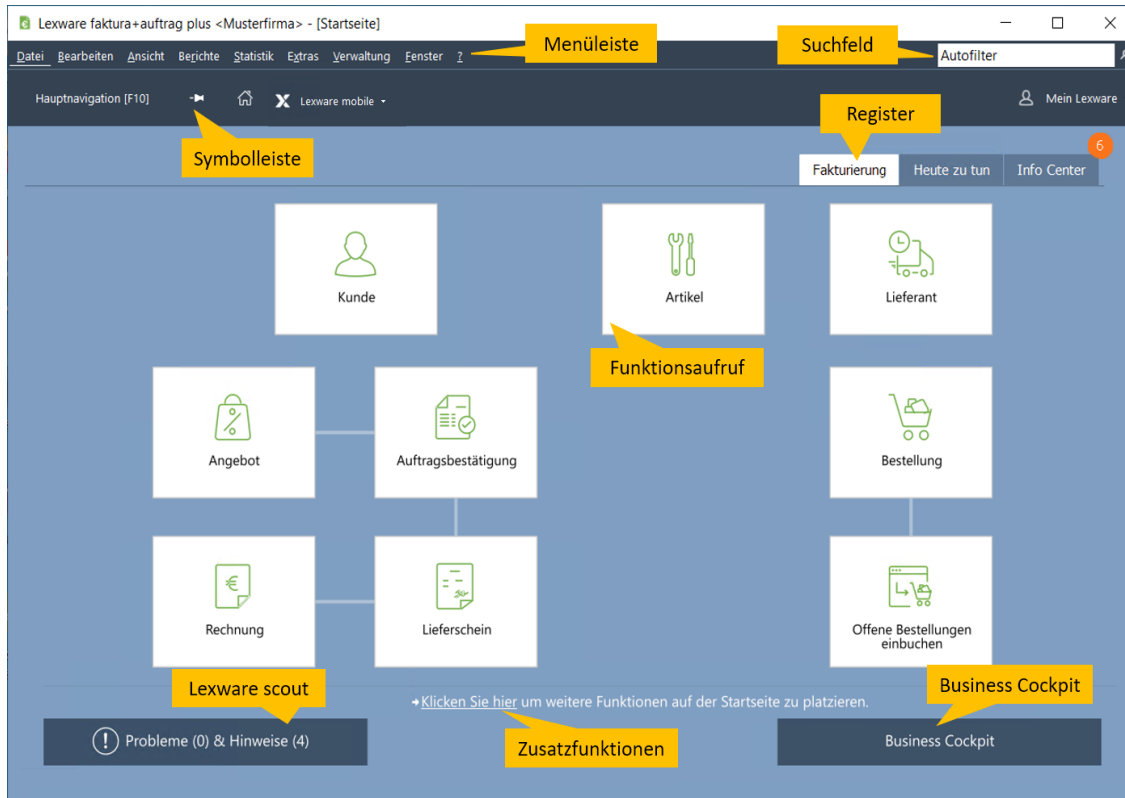 Lexware faktura+auftrag plus <Musterfirma> - [Startseite]
Menüleiste
Suchfeld
Datei Bearbeiten Ansicht Berichte Statistik Extras Verwaltung Fenster ?
Autofilter
Hauptnavigation [F10]
Lexware mobile
Mein Lexware
Register
Symbolleiste
6
Fakturierung
Heute zu tun
Info Center
Kunde
Artikel
Lieferant
Funktionsaufruf
Angebot
Auftragsbestätigung
Bestellung
Rechnung
Lieferschein
Offene Bestellungen
einbuchen
Lexware scout
Business Cockpit
Klicken Sie hier um weitere Funktionen auf der Startseite zu platzieren.
Probleme (0) & Hinweise (4)
Zusatzfunktionen
Business Cockpit